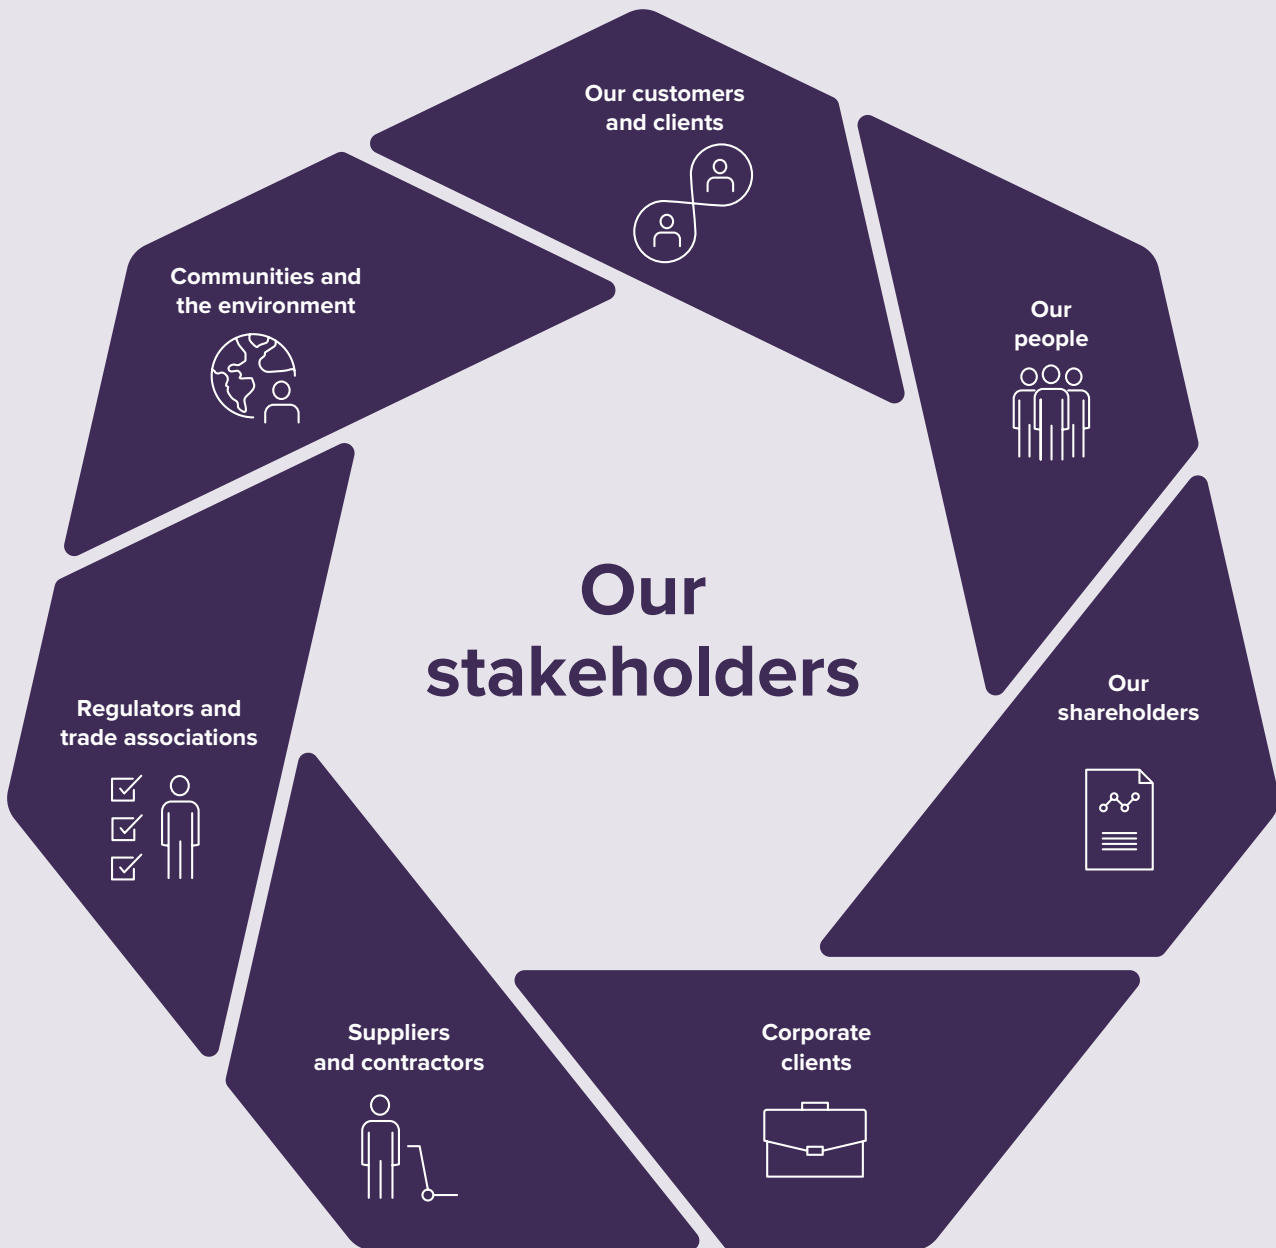 Our customers
and clients
Our
people
Our
shareholders
Corporate
clients
Suppliers
and contractors
Regulators and
trade associations
Communities and
the environment
Our
stakeholders